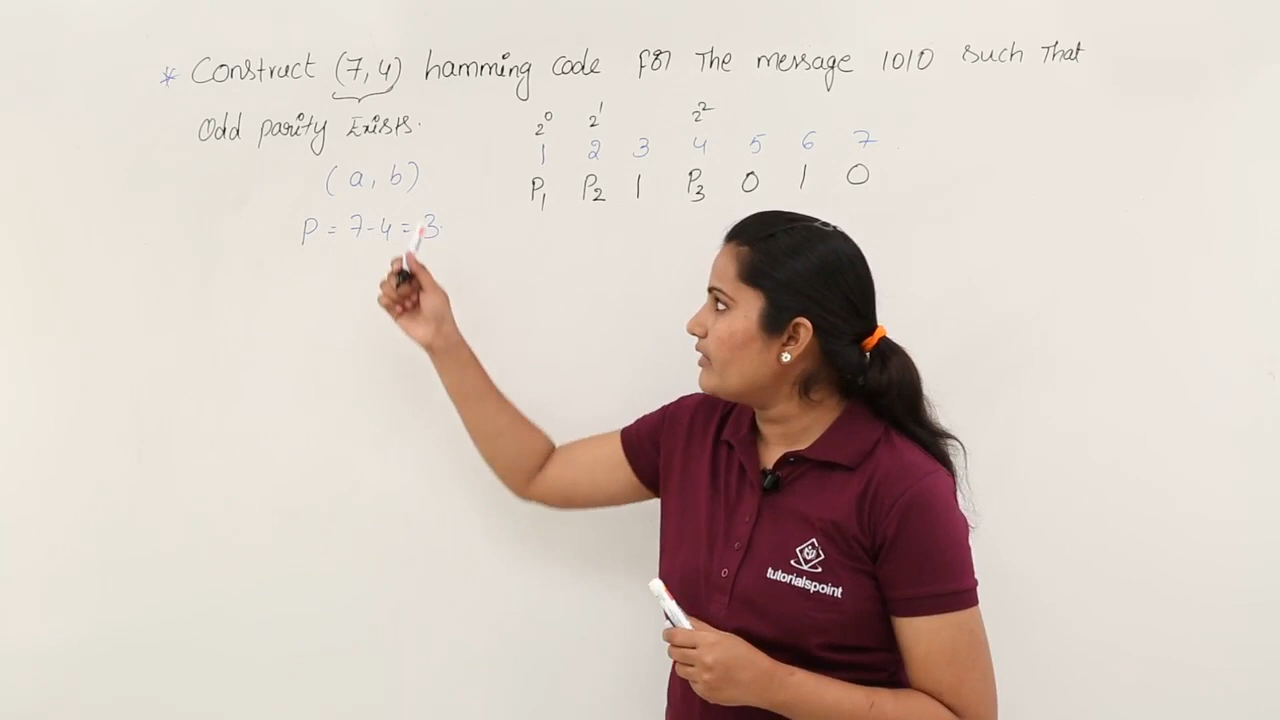 * Construct (7,4) hamming code for The message 1010 such That
Odd parity Exists.
2⁰ 2¹ 2²
1 2 3 4 5 6 7
P₁ P₂ 1 P₃ 0 1 0
(a, b)
P = 7-4 = 3.
tutorialspoint